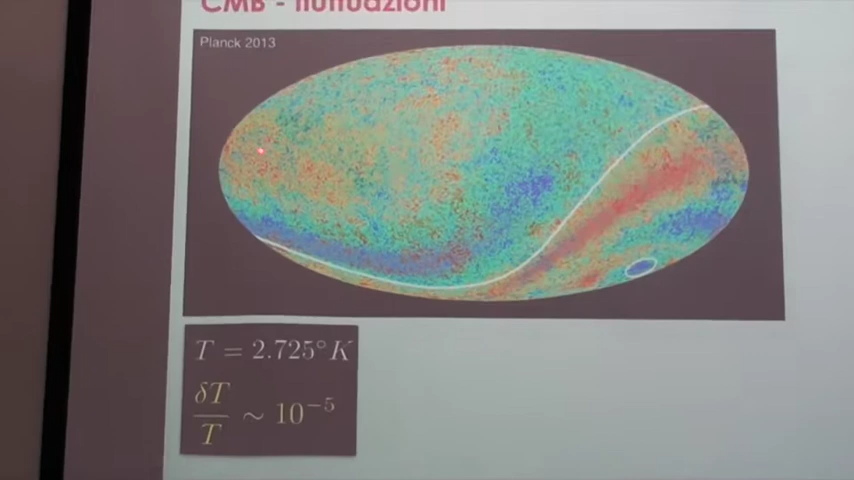 CMB - fluttuazioni
Planck 2013
T = 2.725°K
δT/T ~ 10⁻⁵